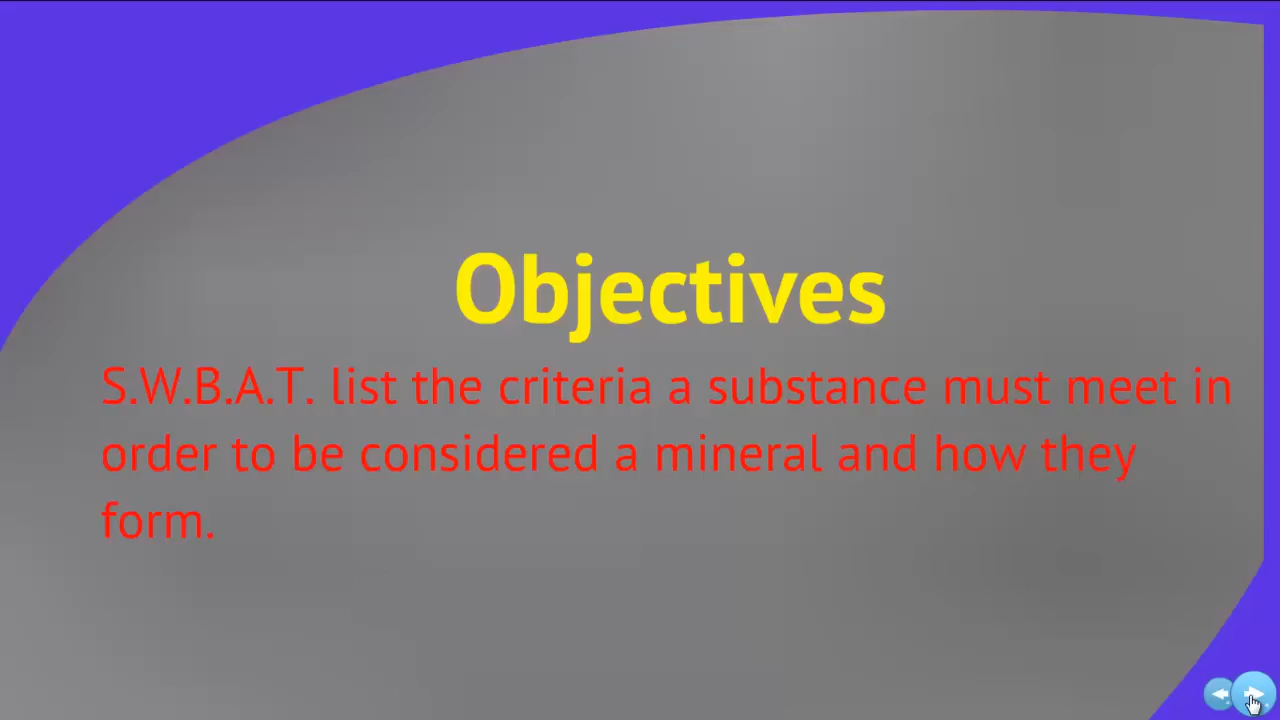 Objectives
S.W.B.A.T. list the criteria a substance must meet in
order to be considered a mineral and how they
form.